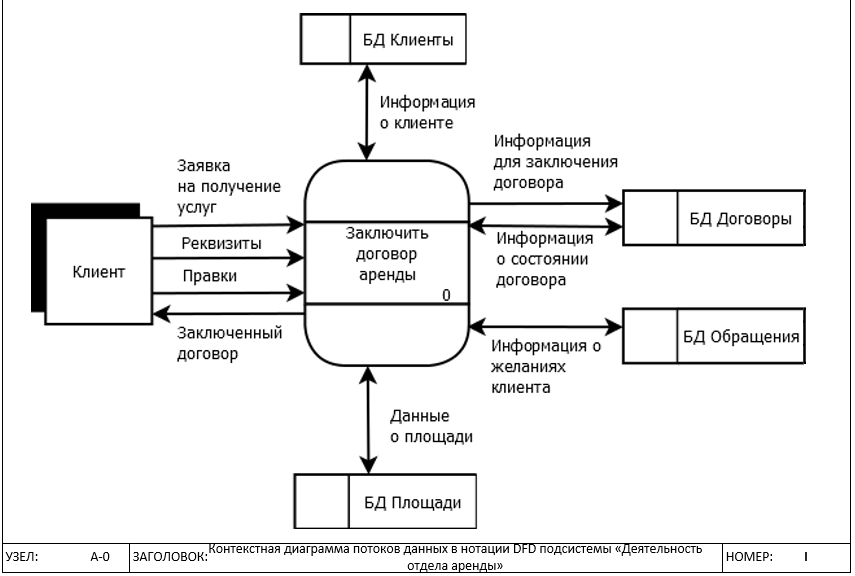 БД Клиенты
Информация
о клиенте
Информация
для заключения
договора
Заявка
на получение
услуг
БД Договоры
Реквизиты
Заключить
договор
аренды
Информация
о состоянии
договора
Клиент
Правки
0
Заключенный
договор
БД Обращения
Информация о
желаниях
клиента
Данные
о площади
БД Площади
УЗЕЛ:
А-0
ЗАГОЛОВОК:
Контекстная диаграмма потоков данных в нотации DFD подсистемы «Деятельность
отдела аренды»
НОМЕР:
I